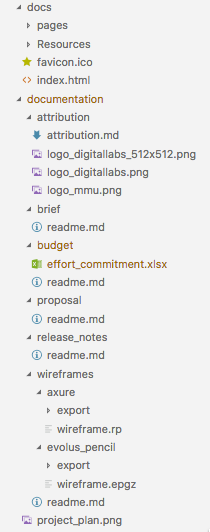 docs
pages
Resources
favicon.ico
index.html
documentation
attribution
attribution.md
logo_digitallabs_512x512.png
logo_digitallabs.png
logo_mmu.png
brief
readme.md
budget
effort_commitment.xlsx
readme.md
proposal
readme.md
release_notes
readme.md
wireframes
axure
export
wireframe.rp
evolus_pencil
export
wireframe.epgz
readme.md
project_plan.png